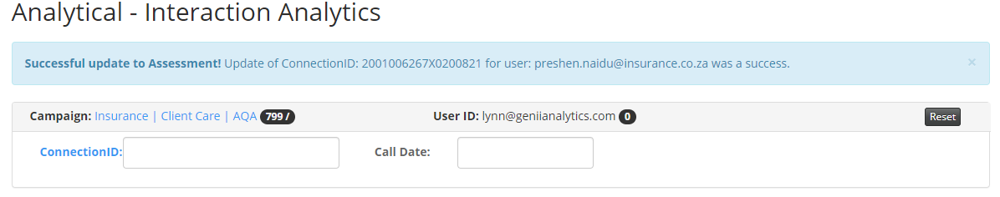 Analytical - Interaction Analytics
Successful update to Assessment! Update of ConnectionID: 2001006267X0200821 for user: preshen.naidu@insurance.co.za was a success. ×
Campaign: Insurance | Client Care | AQA 799 / User ID: lynn@geniianalytics.com 0 Reset
ConnectionID: Call Date: